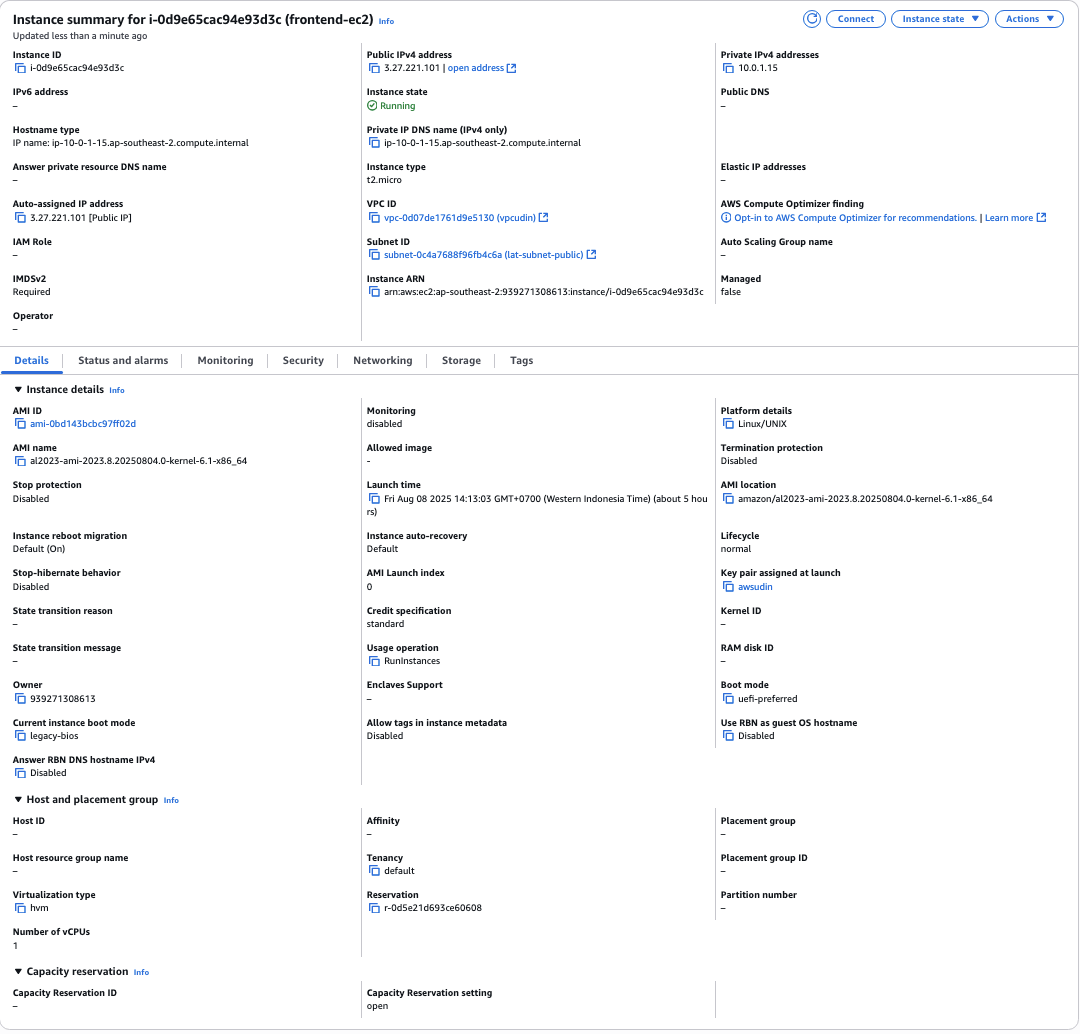 Instance summary for i-0d9e65cac94e93d3c (frontend-ec2) Info
Connect
Instance state
Actions
Updated less than a minute ago
Instance ID
i-0d9e65cac94e93d3c
Public IPv4 address
3.27.221.101 | open address
Private IPv4 addresses
10.0.1.15
IPv6 address
–
Instance state
Running
Public DNS
–
Hostname type
IP name: ip-10-0-1-15.ap-southeast-2.compute.internal
Private IP DNS name (IPv4 only)
ip-10-0-1-15.ap-southeast-2.compute.internal
Answer private resource DNS name
–
Instance type
t2.micro
Elastic IP addresses
–
Auto-assigned IP address
3.27.221.101 [Public IP]
VPC ID
vpc-0d07de1761d9e5130 (vpcudin)
AWS Compute Optimizer finding
Opt-in to AWS Compute Optimizer for recommendations. | Learn more
IAM Role
–
Subnet ID
subnet-0c4a7688f96fb4c6a (lat-subnet-public)
Auto Scaling Group name
–
IMDSv2
Required
Instance ARN
arn:aws:ec2:ap-southeast-2:939271308613:instance/i-0d9e65cac94e93d3c
Managed
false
Operator
–
Details
Status and alarms
Monitoring
Security
Networking
Storage
Tags
Instance details Info
AMI ID
ami-0bd143bcbc97ff02d
Monitoring
disabled
Platform details
Linux/UNIX
AMI name
al2023-ami-2023.8.20250804.0-kernel-6.1-x86_64
Allowed image
-
Termination protection
Disabled
Stop protection
Disabled
Launch time
Fri Aug 08 2025 14:13:03 GMT+0700 (Western Indonesia Time) (about 5 hou
rs)
AMI location
amazon/al2023-ami-2023.8.20250804.0-kernel-6.1-x86_64
Instance reboot migration
Default (On)
Instance auto-recovery
Default
Lifecycle
normal
Stop-hibernate behavior
Disabled
AMI Launch index
0
Key pair assigned at launch
awsudin
State transition reason
–
Credit specification
standard
Kernel ID
–
State transition message
–
Usage operation
RunInstances
RAM disk ID
–
Owner
939271308613
Enclaves Support
–
Boot mode
uefi-preferred
Current instance boot mode
legacy-bios
Allow tags in instance metadata
Disabled
Use RBN as guest OS hostname
Disabled
Answer RBN DNS hostname IPv4
Disabled
Host and placement group Info
Host ID
–
Affinity
–
Placement group
–
Host resource group name
–
Tenancy
default
Placement group ID
–
Virtualization type
hvm
Reservation
r-0d5e21d693ce60608
Partition number
–
Number of vCPUs
1
Capacity reservation Info
Capacity Reservation ID
–
Capacity Reservation setting
open